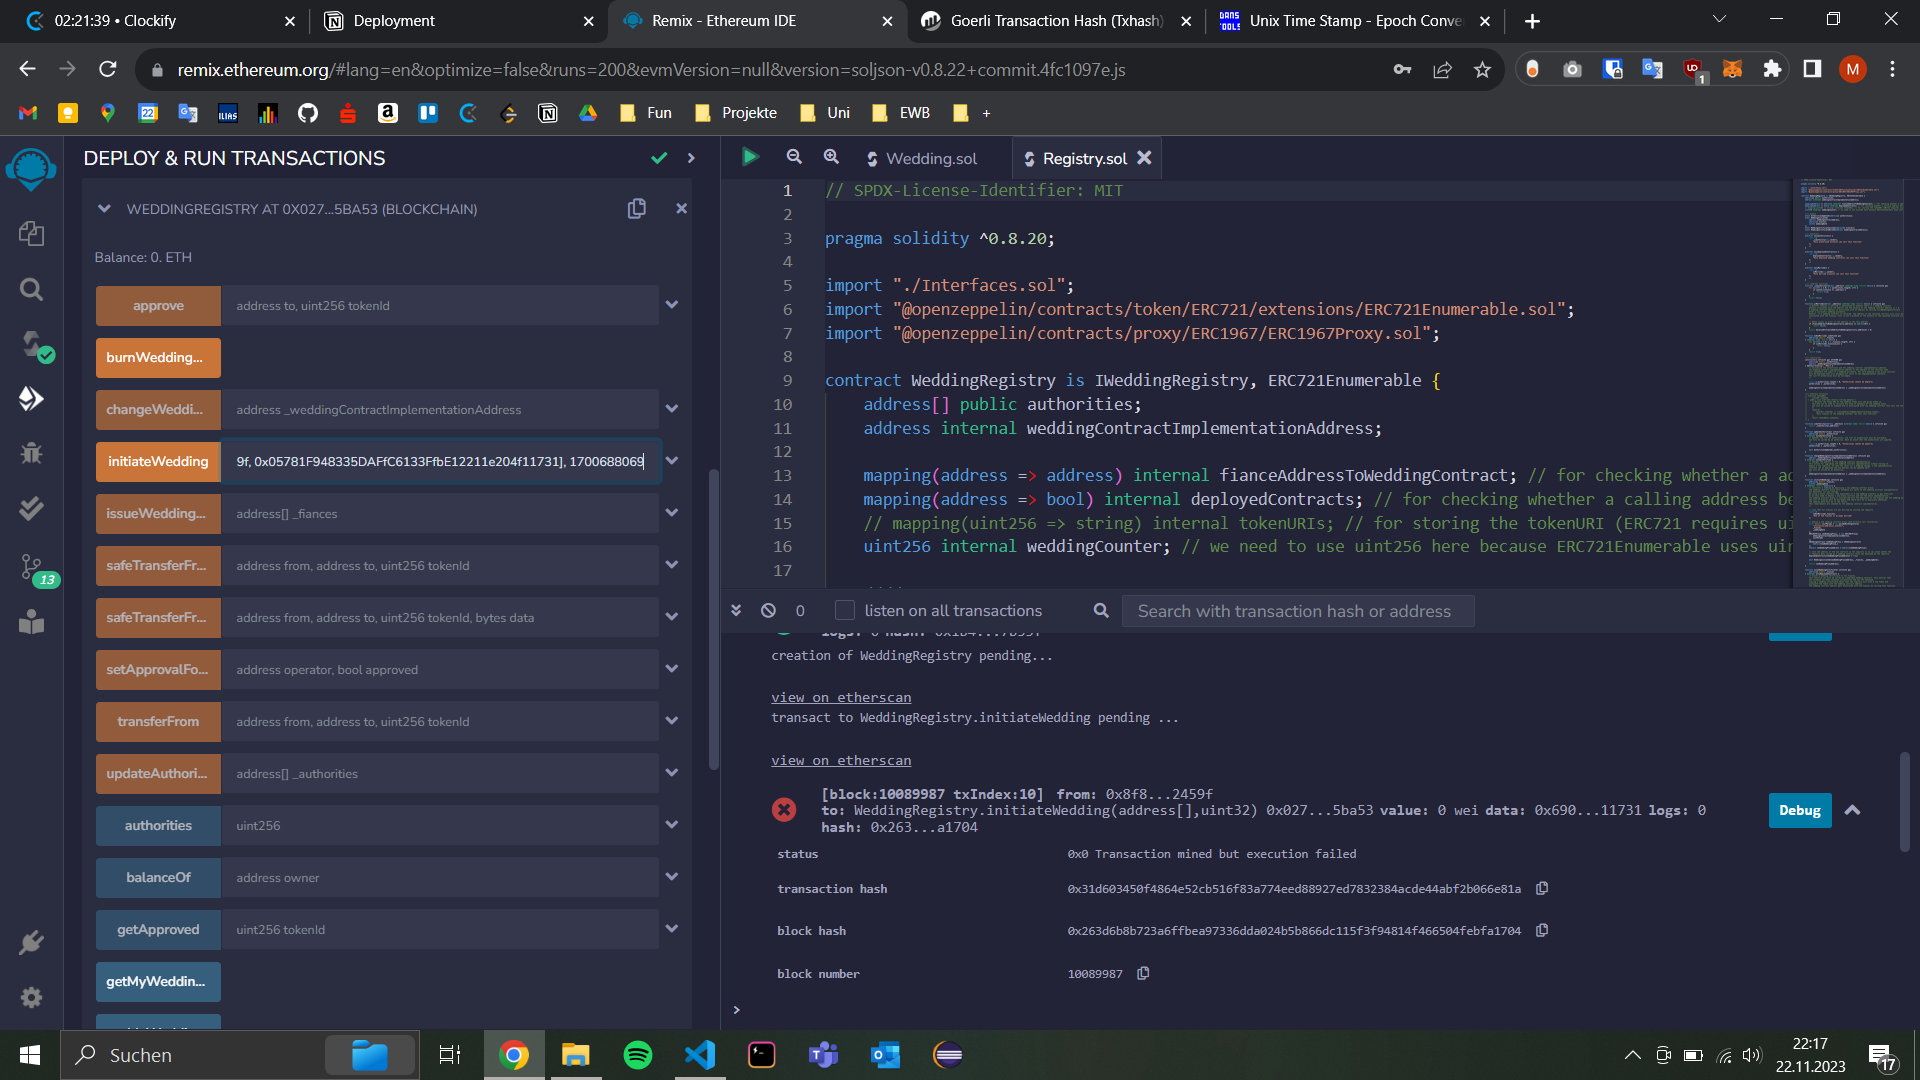 02:21:39 • Clockify
Deployment
Remix - Ethereum IDE
Goerli Transaction Hash (Txhash)
Unix Time Stamp - Epoch Conve
remix.ethereum.org/#lang=en&optimize=false&runs=200&evmVersion=null&version=soljson-v0.8.22+commit.4fc1097e.js
1
M
22
ILIAS
Fun
Projekte
Uni
EWB
+
DEPLOY & RUN TRANSACTIONS
WEDDINGREGISTRY AT 0X027...5BA53 (BLOCKCHAIN)
Balance: 0. ETH
approve
address to, uint256 tokenId
burnWedding...
changeWeddi...
address _weddingContractImplementationAddress
initiateWedding
9f, 0x05781F948335DAFfC6133FfbE12211e204f11731], 1700688069
issueWedding...
address[] _fiances
safeTransferFr...
address from, address to, uint256 tokenId
safeTransferFr...
address from, address to, uint256 tokenId, bytes data
setApprovalFo...
address operator, bool approved
transferFrom
address from, address to, uint256 tokenId
updateAuthori...
address[] _authorities
authorities
uint256
balanceOf
address owner
getApproved
uint256 tokenId
getMyWeddin...
13
Wedding.sol
Registry.sol
1 // SPDX-License-Identifier: MIT
2
3 pragma solidity ^0.8.20;
4
5 import "./Interfaces.sol";
6 import "@openzeppelin/contracts/token/ERC721/extensions/ERC721Enumerable.sol";
7 import "@openzeppelin/contracts/proxy/ERC1967/ERC1967Proxy.sol";
8
9 contract WeddingRegistry is IWeddingRegistry, ERC721Enumerable {
10 address[] public authorities;
11 address internal weddingContractImplementationAddress;
12
13 mapping(address => address) internal fianceAddressToWeddingContract; // for checking whether a ad
14 mapping(address => bool) internal deployedContracts; // for checking whether a calling address be
15 // mapping(uint256 => string) internal tokenURIs; // for storing the tokenURI (ERC721 requires ui
16 uint256 internal weddingCounter; // we need to use uint256 here because ERC721Enumerable uses uin
17
0
listen on all transactions
Search with transaction hash or address
creation of WeddingRegistry pending...
view on etherscan
transact to WeddingRegistry.initiateWedding pending ...
view on etherscan
[block:10089987 txIndex:10] from: 0x8f8...2459f
to: WeddingRegistry.initiateWedding(address[],uint32) 0x027...5ba53 value: 0 wei data: 0x690...11731 logs: 0
hash: 0x263...a1704
Debug
status
0x0 Transaction mined but execution failed
transaction hash
0x31d603450f4864e52cb516f83a774eed88927ed7832384acde44abf2b066e81a
block hash
0x263d6b8b723a6ffbea97336dda024b5b866dc115f3f94814f466504febfa1704
block number
10089987
>
Suchen
22:17
22.11.2023
17